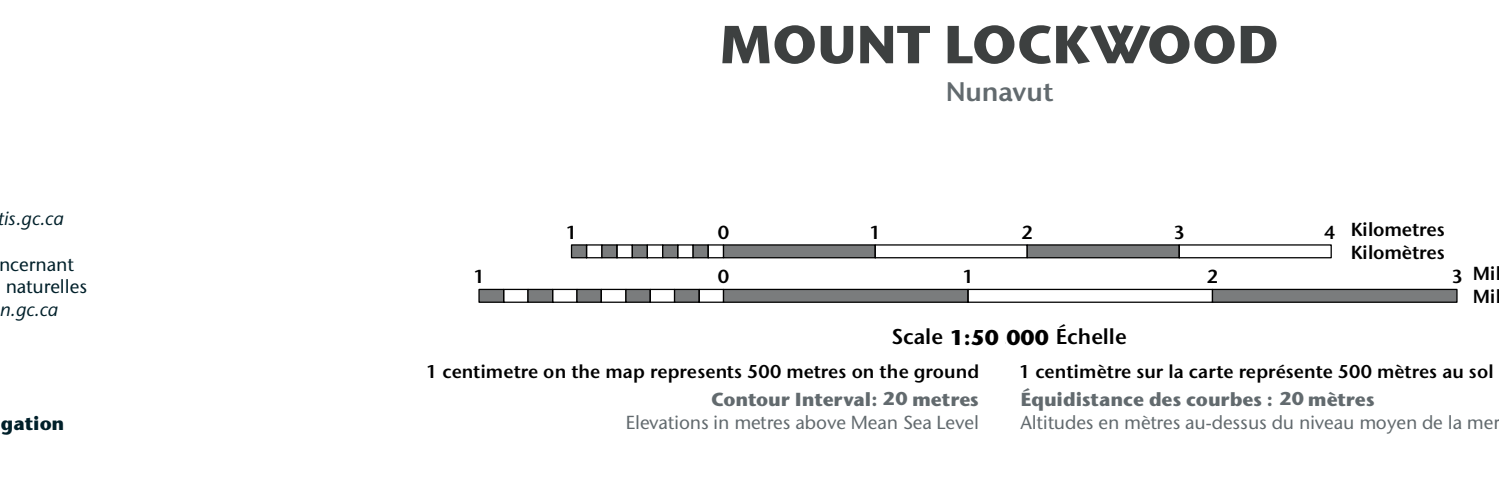 MOUNT LOCKWOOD
Nunavut
tis.gc.ca
ncernant
naturelles
n.gc.ca
gation
1 0 1 2 3 4 Kilometres
Kilomètres
1 0 1 2 3 Mil
Mil
Scale 1:50 000 Échelle
1 centimetre on the map represents 500 metres on the ground
Contour Interval: 20 metres
Elevations in metres above Mean Sea Level
1 centimètre sur la carte représente 500 mètres au sol
Équidistance des courbes : 20 mètres
Altitudes en mètres au-dessus du niveau moyen de la mer